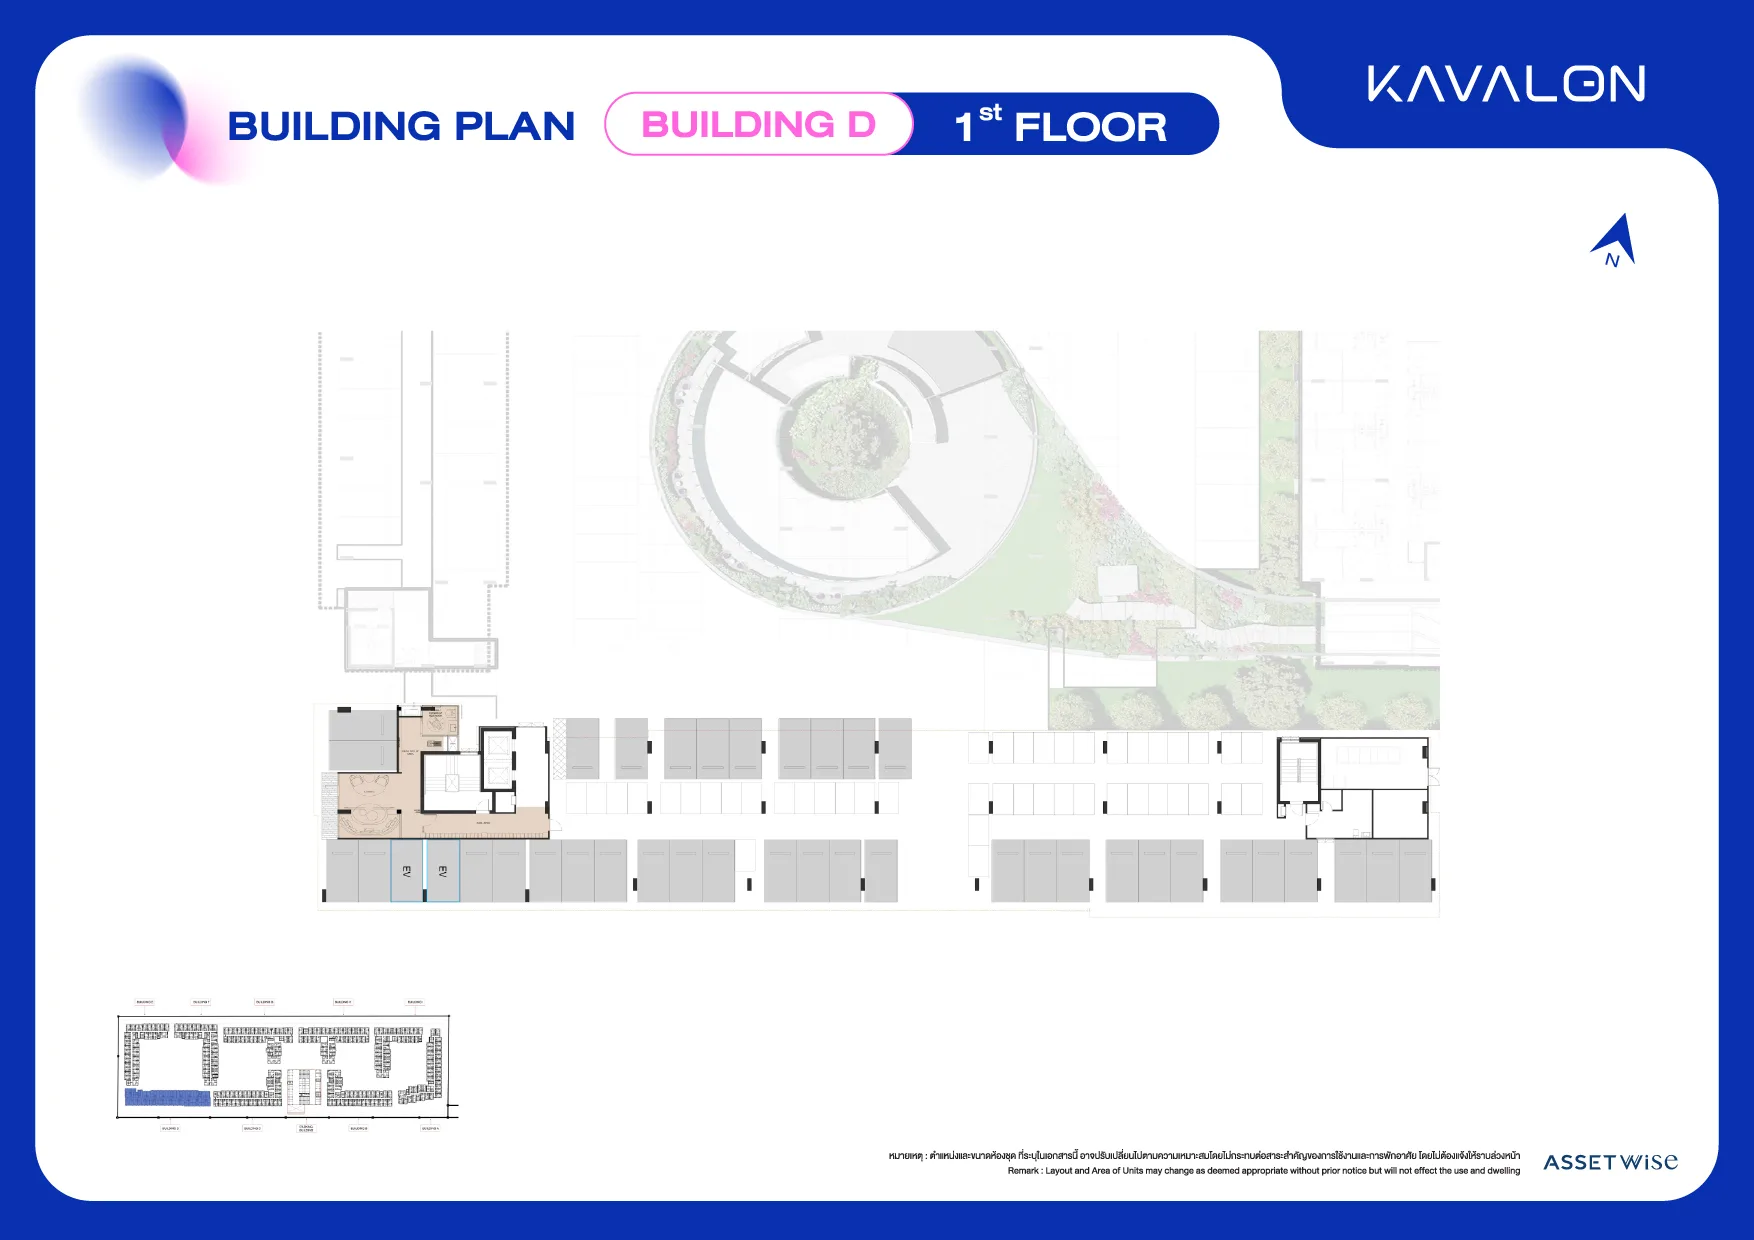 BUILDING PLAN
BUILDING D
1st FLOOR
KAVALON
N
EV
EV
BUILDING A
หมายเหตุ : ตำแหน่งและขนาดห้องชุด ที่ระบุในเอกสารนี้ อาจปรับเปลี่ยนไปตามความเหมาะสมโดยไม่กระทบต่อสาระสำคัญของการใช้งานและการพักอาศัย โดยไม่ต้องแจ้งให้ทราบล่วงหน้า
Remark : Layout and Area of Units may change as deemed appropriate without prior notice but will not effect the use and dwelling
ASSETWISE